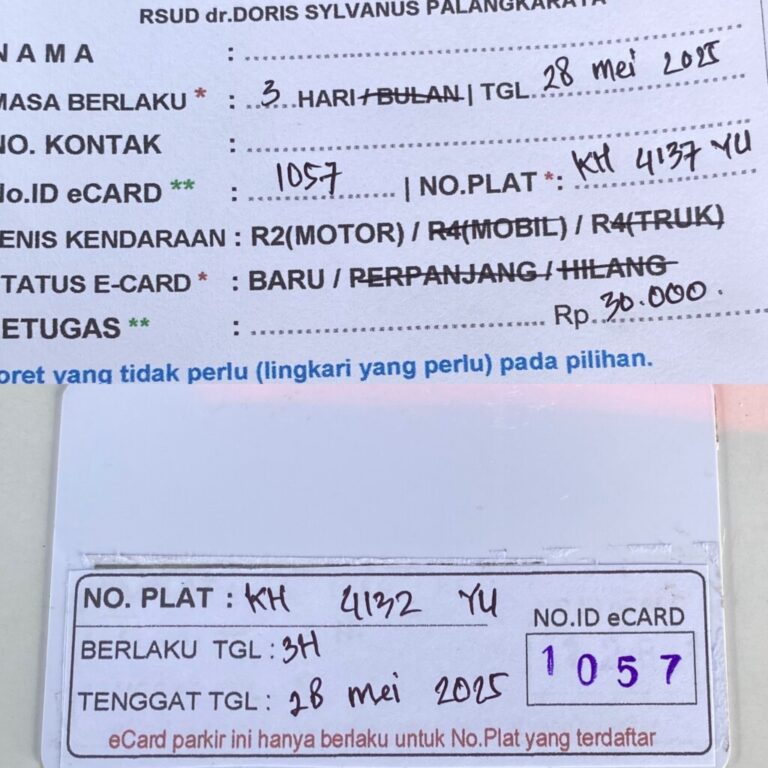 RSUD dr.DORIS SYLVANUS PALANGKARAYA
NAMA :
MASA BERLAKU * : 3 HARI / BULAN | TGL 28 mei 2025
NO. KONTAK :
No.ID eCARD ** : 1057 | NO.PLAT *: KH 4137 YU
JENIS KENDARAAN : R2(MOTOR) / R4(MOBIL) / R4(TRUK)
STATUS E-CARD * : BARU / PERPANJANG / HILANG
PETUGAS ** : Rp. 30.000.
coret yang tidak perlu (lingkari yang perlu) pada pilihan.
NO. PLAT : KH 4132 YU
NO.ID eCARD
BERLAKU TGL : 3H
1057
TENGGAT TGL : 28 mei 2025
eCard parkir ini hanya berlaku untuk No.Plat yang terdaftar